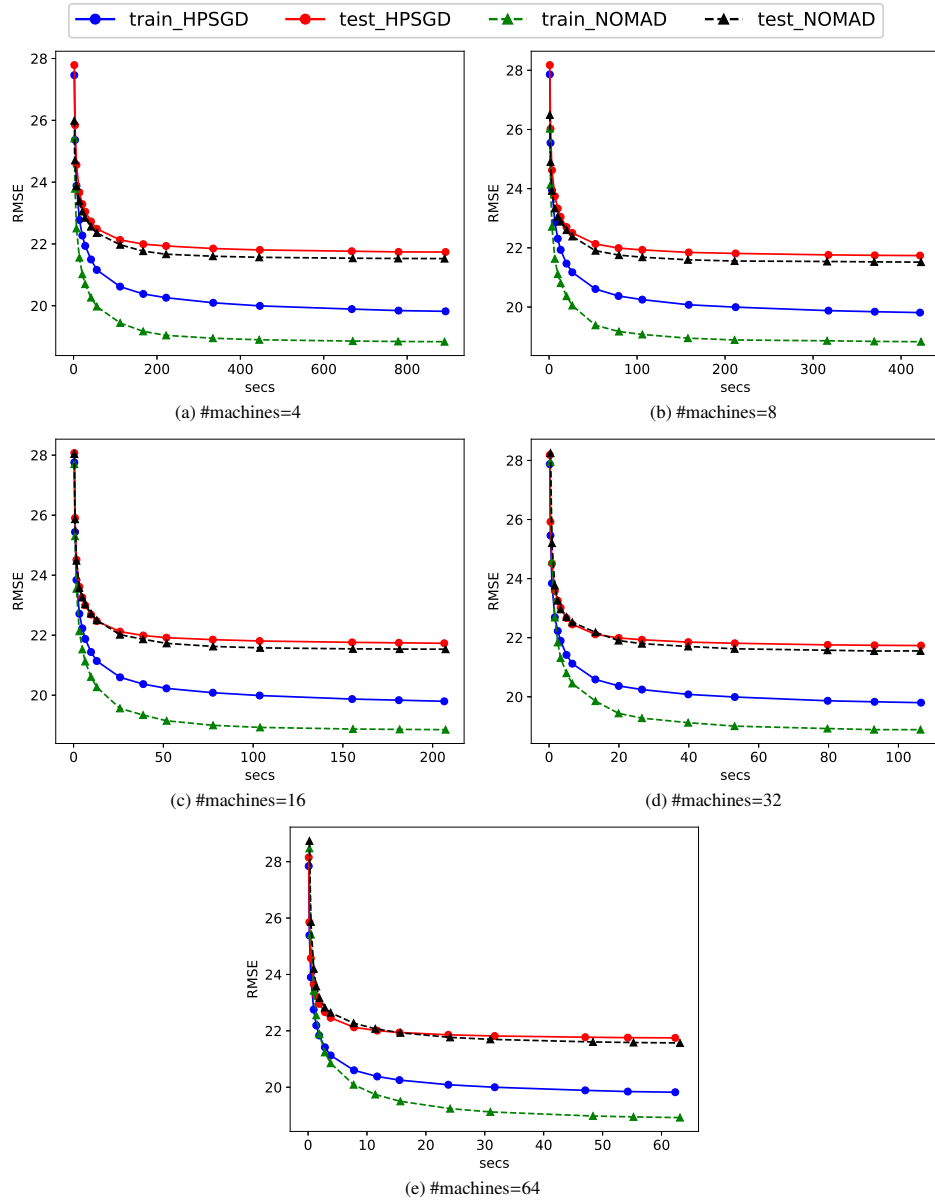 train_HPSGD test_HPSGD train_NOMAD test_NOMAD
28
26
24
22
20
RMSE
0 200 400 600 800
secs
(a) #machines=4
28
26
24
22
20
RMSE
0 100 200 300 400
secs
(b) #machines=8
28
26
24
22
20
RMSE
0 50 100 150 200
secs
(c) #machines=16
28
26
24
22
20
RMSE
0 20 40 60 80 100
secs
(d) #machines=32
28
26
24
22
20
RMSE
0 10 20 30 40 50 60
secs
(e) #machines=64